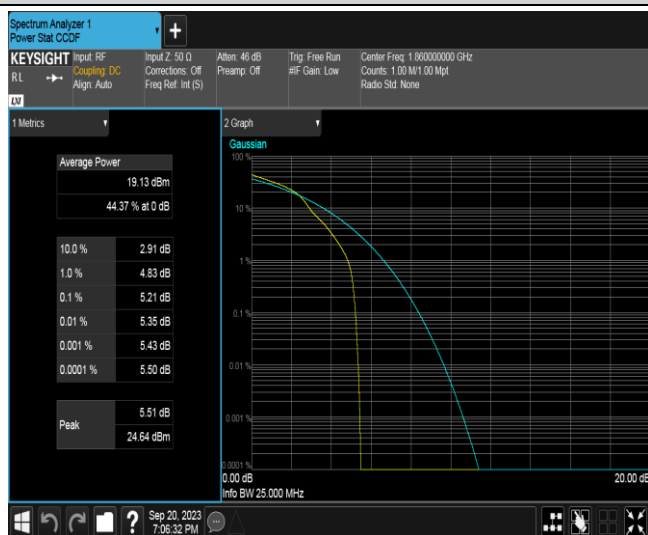 Spectrum Analyzer 1
Power Stat CCDF
+
KEYSIGHT
Input: RF
Coupling: DC
Align: Auto
Input Z: 50 Ω
Corrections: Off
Freq Ref: Int (S)
Atten: 46 dB
Preamp: Off
Trig: Free Run
#IF Gain: Low
Center Freq: 1.860000000 GHz
Counts: 1.00 M/1.00 Mpt
Radio Std: None
RL
LXI
1 Metrics
Average Power
19.13 dBm
44.37 % at 0 dB
10.0 % 2.91 dB
1.0 % 4.83 dB
0.1 % 5.21 dB
0.01 % 5.35 dB
0.001 % 5.43 dB
0.0001 % 5.50 dB
Peak
5.51 dB
24.64 dBm
2 Graph
Gaussian
100 %
10 %
1 %
0.1 %
0.01 %
0.001 %
0.0001 %
0.00 dB
20.00 dB
Info BW 25.000 MHz
?
Sep 20, 2023
7:06:32 PM